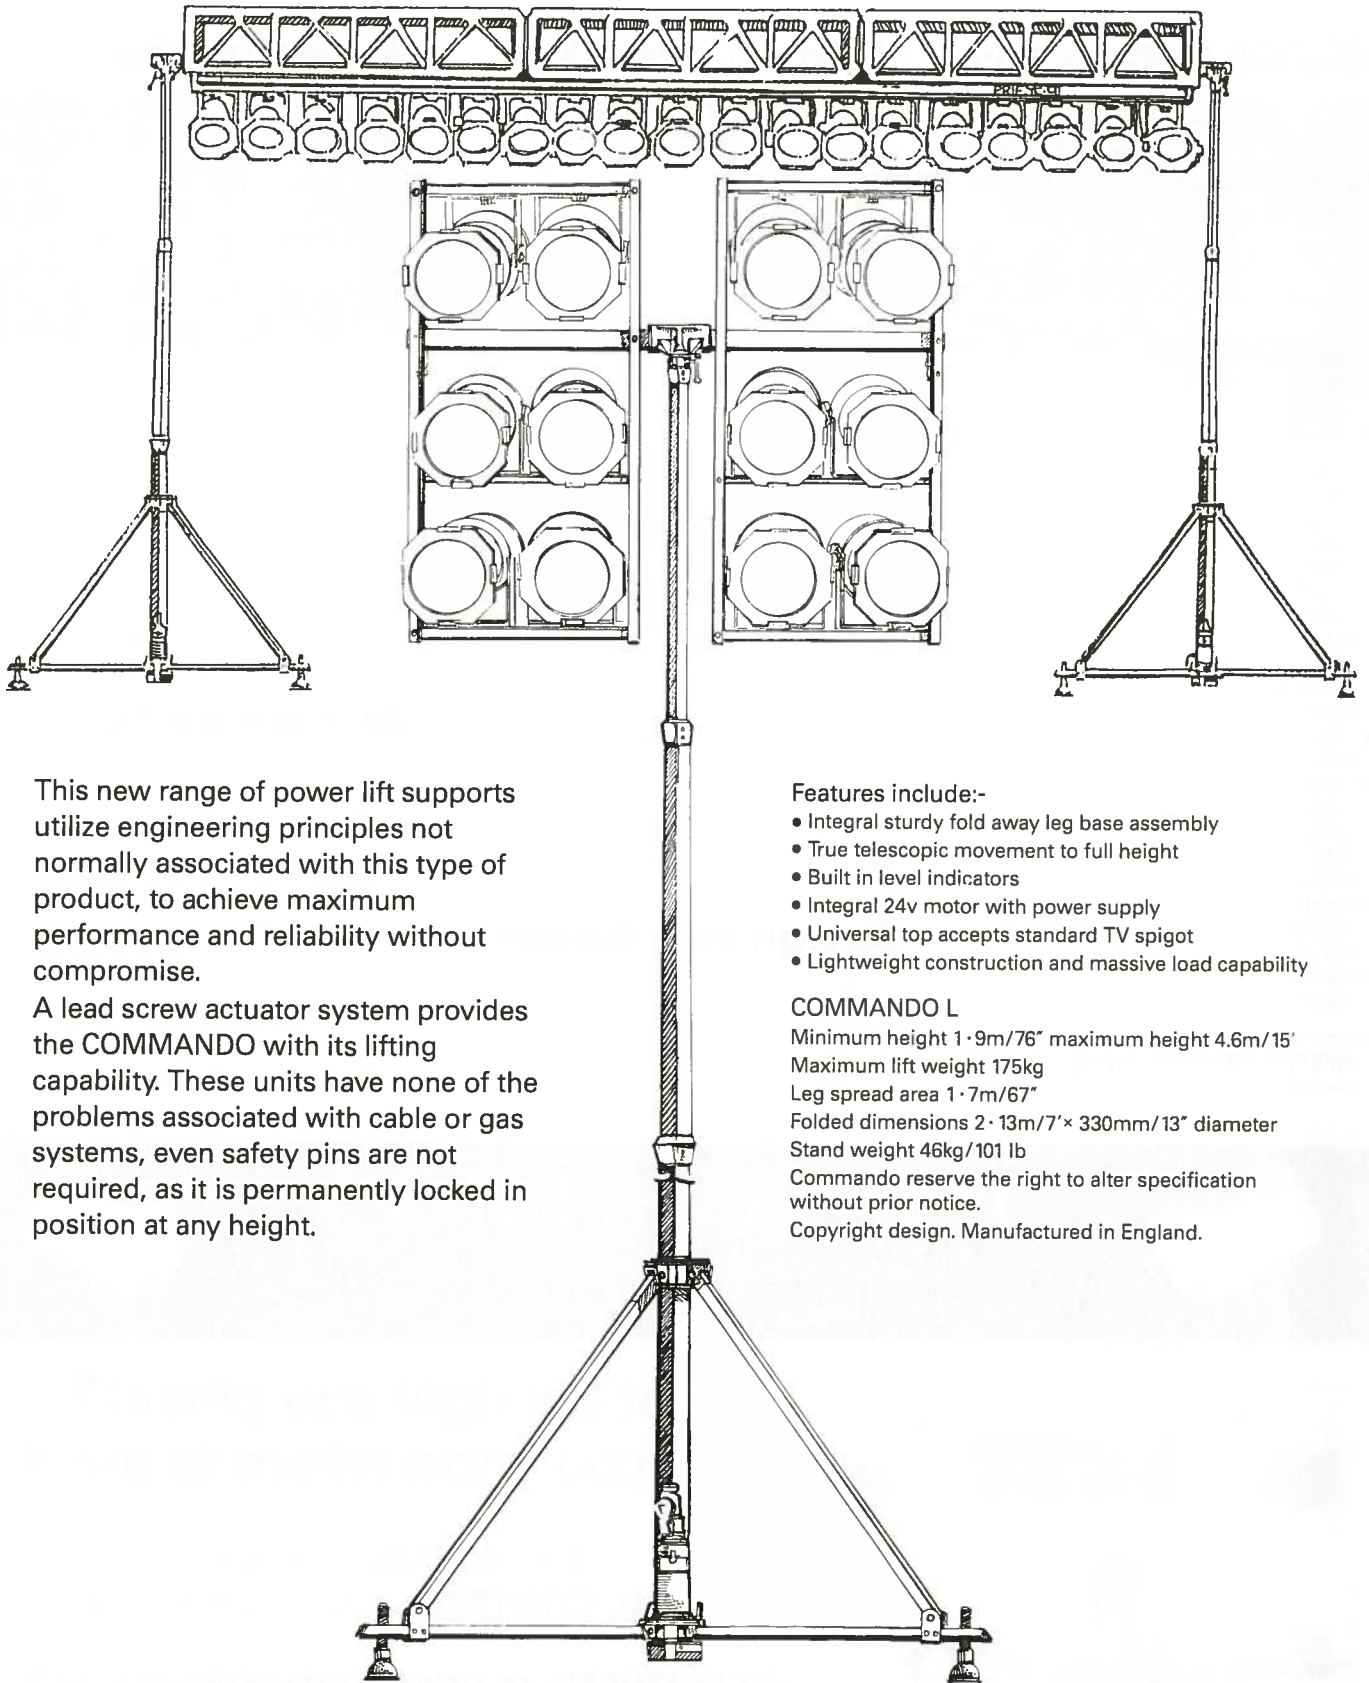 This new range of power lift supports
utilize engineering principles not
normally associated with this type of
product, to achieve maximum
performance and reliability without
compromise.
A lead screw actuator system provides
the COMMANDO with its lifting
capability. These units have none of the
problems associated with cable or gas
systems, even safety pins are not
required, as it is permanently locked in
position at any height.
Features include:-
• Integral sturdy fold away leg base assembly
• True telescopic movement to full height
• Built in level indicators
• Integral 24v motor with power supply
• Universal top accepts standard TV spigot
• Lightweight construction and massive load capability
COMMANDO L
Minimum height 1·9m/76″ maximum height 4.6m/15′
Maximum lift weight 175kg
Leg spread area 1·7m/67″
Folded dimensions 2·13m/7′× 330mm/13″ diameter
Stand weight 46kg/101 lb
Commando reserve the right to alter specification
without prior notice.
Copyright design. Manufactured in England.